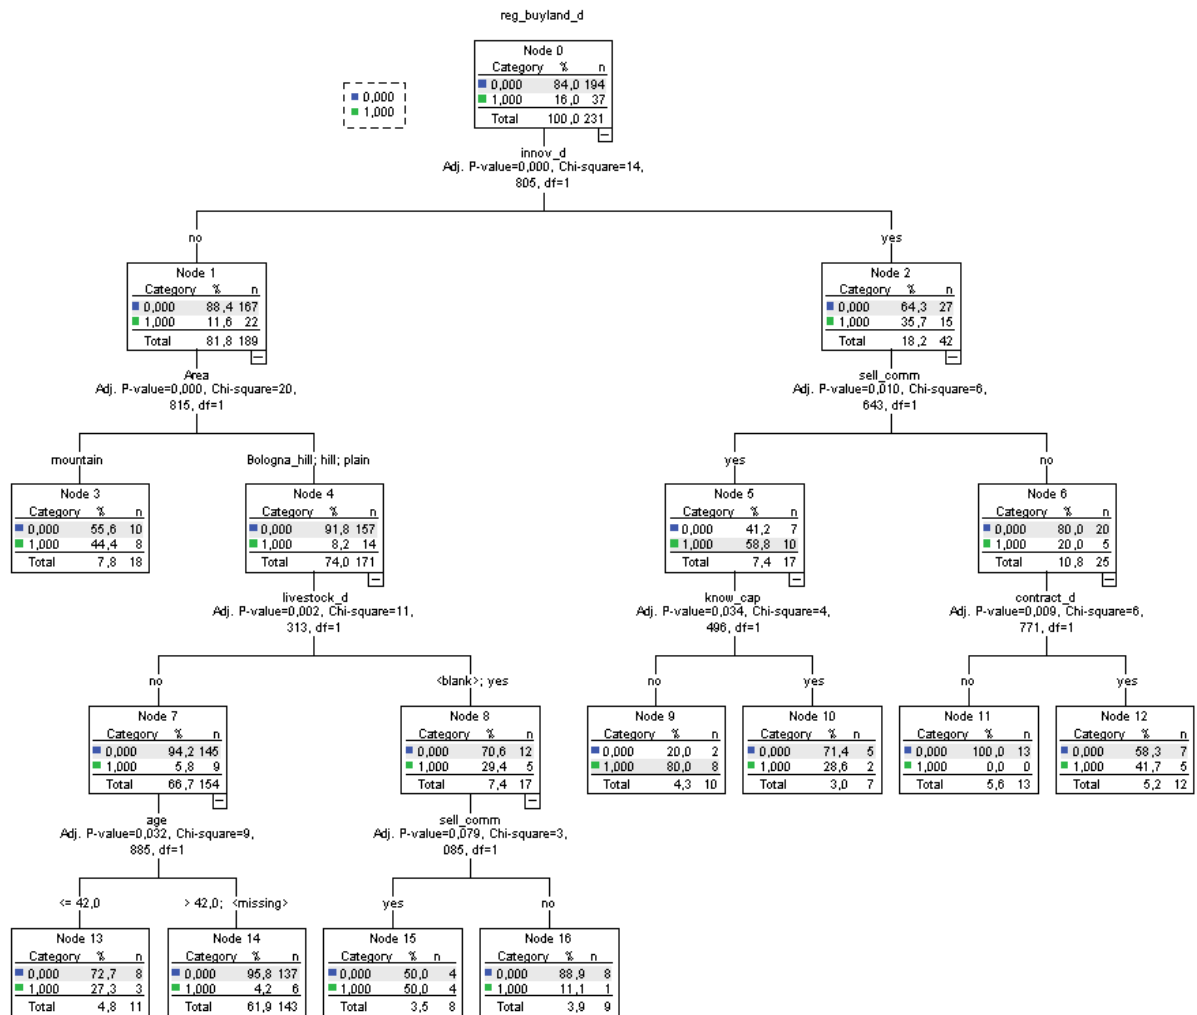 reg_buyland_d
Node 0
Category % n
0,000 84,0 194
1,000 16,0 37
Total 100,0 231
0,000
1,000
innov_d
Adj. P-value=0,000, Chi-square=14,
805, df=1
no
yes
Node 1
Category % n
0,000 88,4 167
1,000 11,6 22
Total 81,8 189
Node 2
Category % n
0,000 64,3 27
1,000 35,7 15
Total 18,2 42
Area
Adj. P-value=0,000, Chi-square=20,
815, df=1
sell_comm
Adj. P-value=0,010, Chi-square=6,
643, df=1
mountain
Bologna_hill; hill; plain
yes
no
Node 3
Category % n
0,000 55,6 10
1,000 44,4 8
Total 7,8 18
Node 4
Category % n
0,000 91,8 157
1,000 8,2 14
Total 74,0 171
Node 5
Category % n
0,000 41,2 7
1,000 58,8 10
Total 7,4 17
Node 6
Category % n
0,000 80,0 20
1,000 20,0 5
Total 10,8 25
livestock_d
Adj. P-value=0,002, Chi-square=11,
313, df=1
know_cap
Adj. P-value=0,034, Chi-square=4,
496, df=1
contract_d
Adj. P-value=0,009, Chi-square=6,
771, df=1
no
<blank>; yes
no
yes
no
yes
Node 7
Category % n
0,000 94,2 145
1,000 5,8 9
Total 66,7 154
Node 8
Category % n
0,000 70,6 12
1,000 29,4 5
Total 7,4 17
Node 9
Category % n
0,000 20,0 2
1,000 80,0 8
Total 4,3 10
Node 10
Category % n
0,000 71,4 5
1,000 28,6 2
Total 3,0 7
Node 11
Category % n
0,000 100,0 13
1,000 0,0 0
Total 5,6 13
Node 12
Category % n
0,000 58,3 7
1,000 41,7 5
Total 5,2 12
age
Adj. P-value=0,032, Chi-square=9,
885, df=1
sell_comm
Adj. P-value=0,079, Chi-square=3,
085, df=1
<= 42,0
> 42,0; <missing>
yes
no
Node 13
Category % n
0,000 72,7 8
1,000 27,3 3
Total 4,8 11
Node 14
Category % n
0,000 95,8 137
1,000 4,2 6
Total 61,9 143
Node 15
Category % n
0,000 50,0 4
1,000 50,0 4
Total 3,5 8
Node 16
Category % n
0,000 88,9 8
1,000 11,1 1
Total 3,9 9